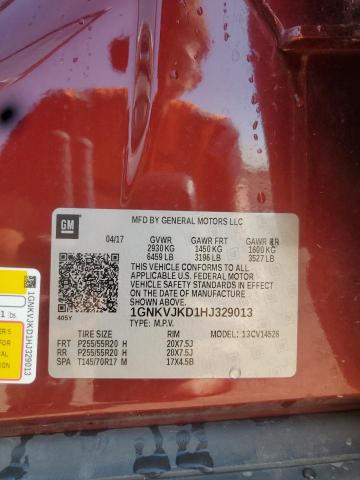 GM
MFD BY GENERAL MOTORS LLC
04/17 GVWR GAWR FRT GAWR RR
2930 KG 1450 KG 1600 KG
6459 LB 3196 LB 3527 LB
THIS VEHICLE CONFORMS TO ALL
APPLICABLE U.S. FEDERAL MOTOR
VEHICLE SAFETY STANDARDS IN
EFFECT ON THE DATE OF
MANUFACTURE SHOWN ABOVE.
405Y
1GNKVJKD1HJ329013
TYPE: M.P.V. MODEL: 13CV14526
TIRE SIZE RIM
FRT P255/55R20 H 20X7.5J
RR P255/55R20 H 20X7.5J
SPA T145/70R17 M 17X4.5B
1 lbs.
1GNKVJKD1HJ329013